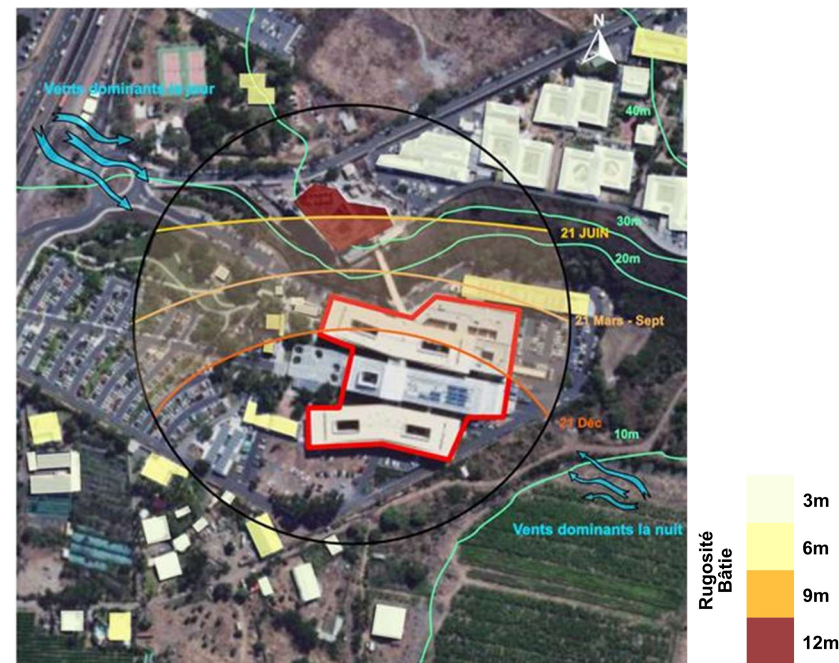 N
Vents dominants le jour
40m
30m
21 JUIN
20m
21 Mars - Sept
21 Déc
10m
Vents dominants la nuit
Rugosité
Bâtie
3m
6m
9m
12m